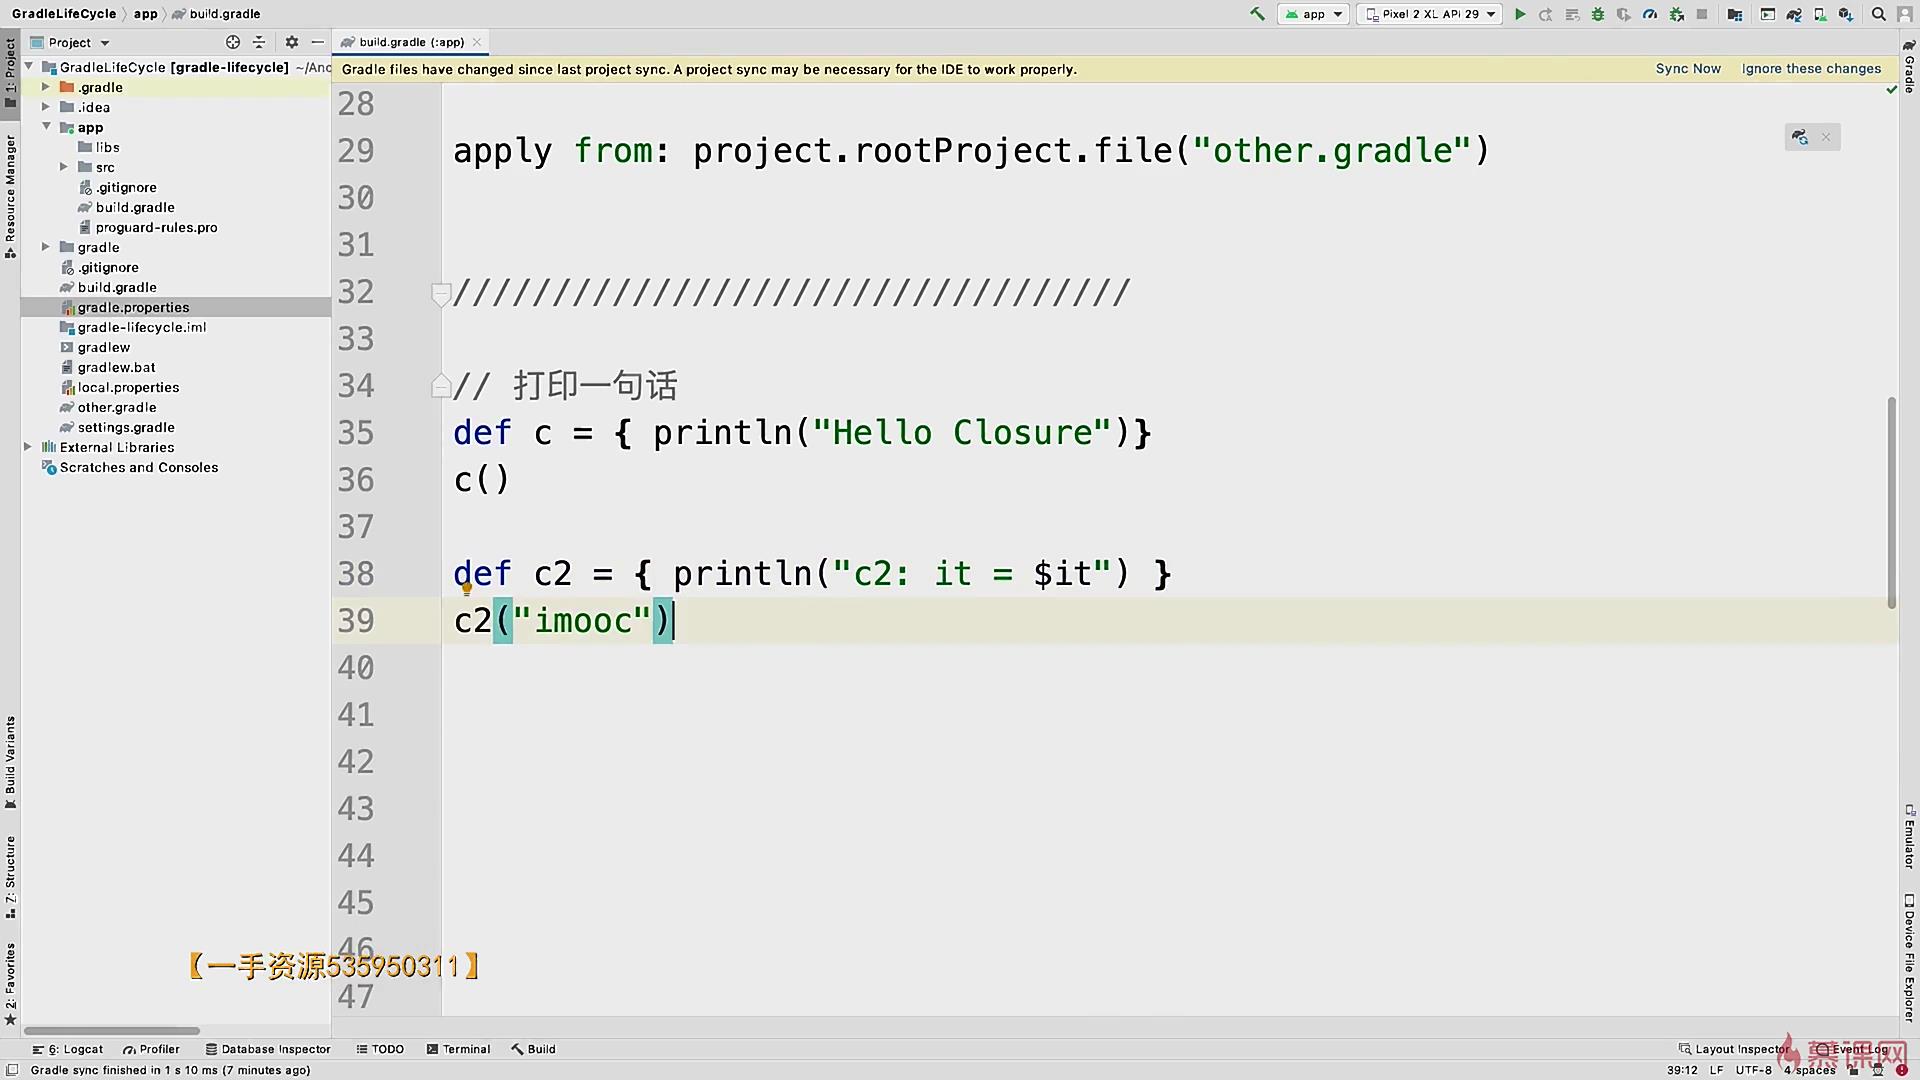 GradleLifeCycle app build.gradle
app
Pixel 2 XL API 29
Project
build.gradle (:app)
GradleLifeCycle [gradle-lifecycle] ~/Anc
Gradle files have changed since last project sync. A project sync may be necessary for the IDE to work properly.
Sync Now
Ignore these changes
.gradle
.idea
app
libs
src
.gitignore
build.gradle
proguard-rules.pro
gradle
.gitignore
build.gradle
gradle.properties
gradle-lifecycle.iml
gradlew
gradlew.bat
local.properties
other.gradle
settings.gradle
External Libraries
Scratches and Consoles
28
29 apply from: project.rootProject.file("other.gradle")
30
31
32 //////////////////////////////////
33
34 // 打印一句话
35 def c = { println("Hello Closure")}
36 c()
37
38 def c2 = { println("c2: it = $it") }
39 c2("imooc")
40
41
42
43
44
45
46
47
【一手资源535950311】
1: Project
Resource Manager
Build Variants
7: Structure
2: Favorites
Gradle
Emulator
Device File Explorer
6: Logcat
Profiler
Database Inspector
TODO
Terminal
Build
Layout Inspector
Event Log
慕课网
Gradle sync finished in 1 s 10 ms (7 minutes ago)
39:12 LF UTF-8 4 spaces